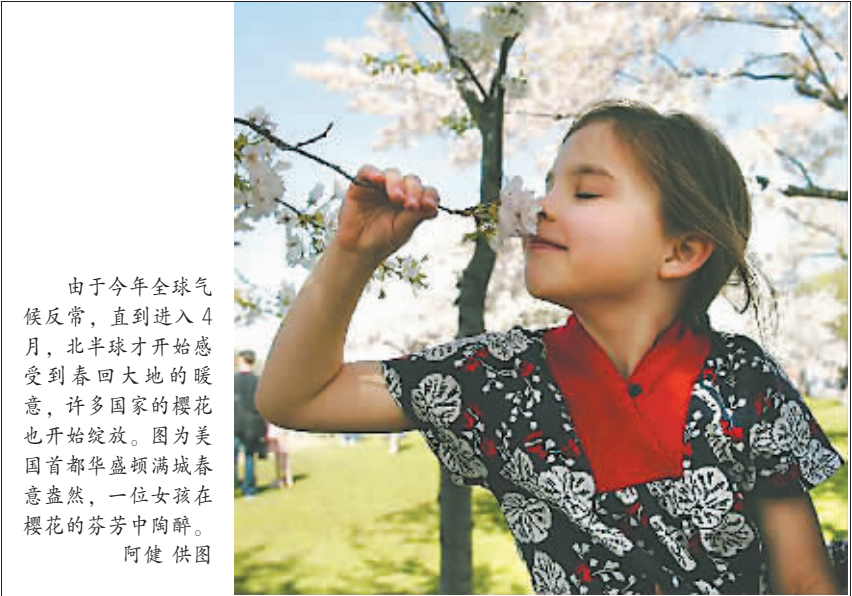 由于今年全球气
候反常，直到进入 4
月，北半球才开始感
受到春回大地的暖
意，许多国家的樱花
也开始绽放。图为美
国首都华盛顿满城春
意盎然，一位女孩在
樱花的芬芳中陶醉。
阿健 供图